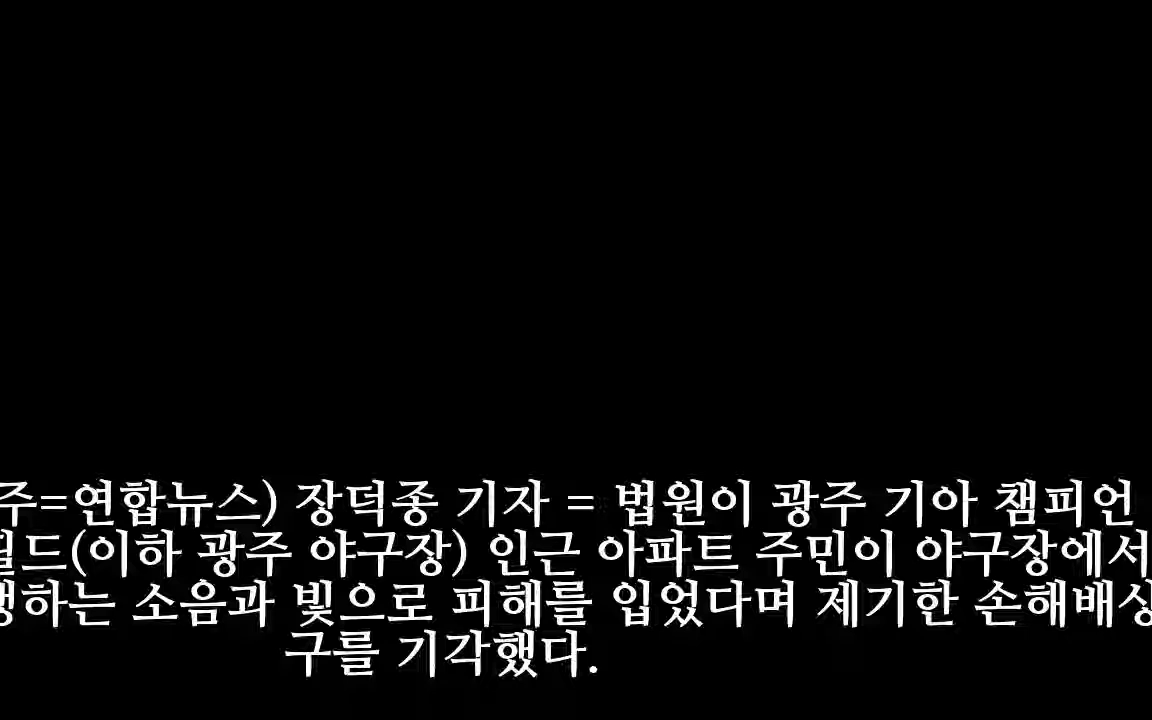 주=연합뉴스) 장덕종 기자 = 법원이 광주 기아 챔피언
필드(이하 광주 야구장) 인근 아파트 주민이 야구장에서
생하는 소음과 빛으로 피해를 입었다며 제기한 손해배상
구를 기각했다.